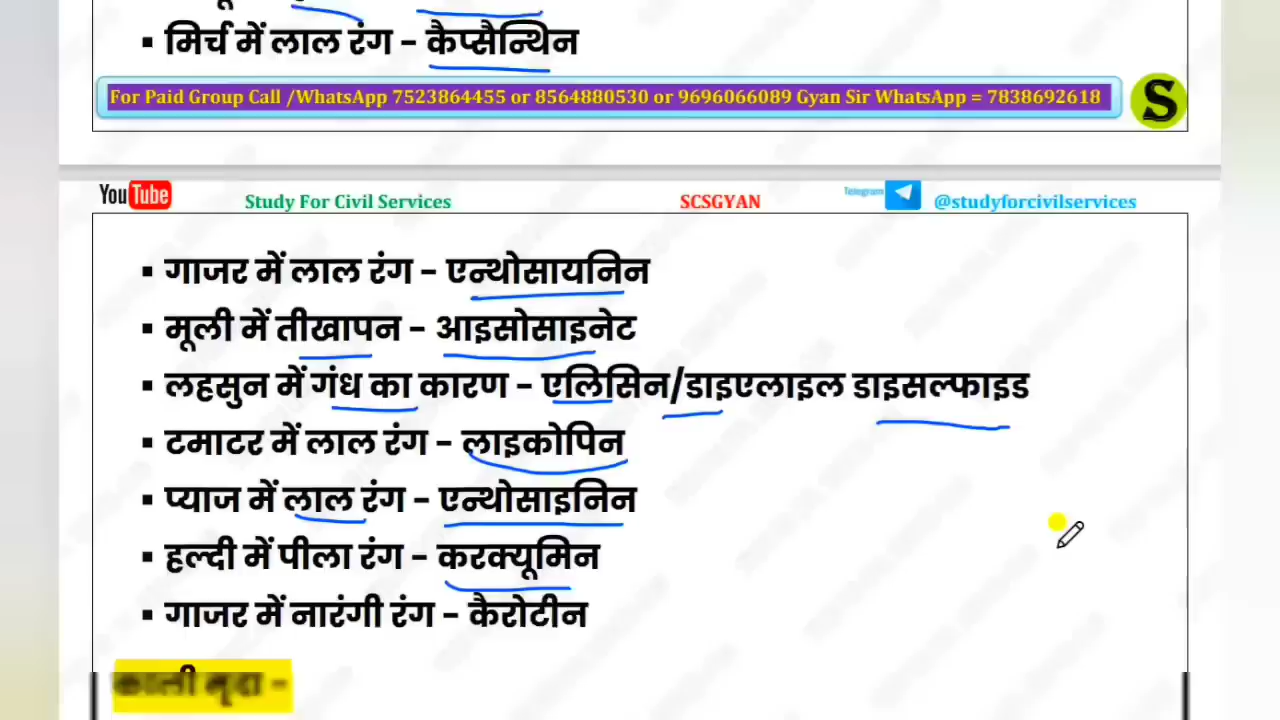 ▪ मिर्च में लाल रंग – कैप्सैन्थिन
For Paid Group Call /WhatsApp 7523864455 or 8564880530 or 9696066089 Gyan Sir WhatsApp = 7838692618
S
YouTube Study For Civil Services SCSGYAN Telegram @studyforcivilservices
▪ गाजर में लाल रंग – एन्थोसायनिन
▪ मूली में तीखापन – आइसोसाइनेट
▪ लहसुन में गंध का कारण – एलिसिन/डाइएलाइल डाइसल्फाइड
▪ टमाटर में लाल रंग – लाइकोपिन
▪ प्याज में लाल रंग – एन्थोसाइनिन
▪ हल्दी में पीला रंग – करक्यूमिन
▪ गाजर में नारंगी रंग – कैरोटीन
काली मृदा –